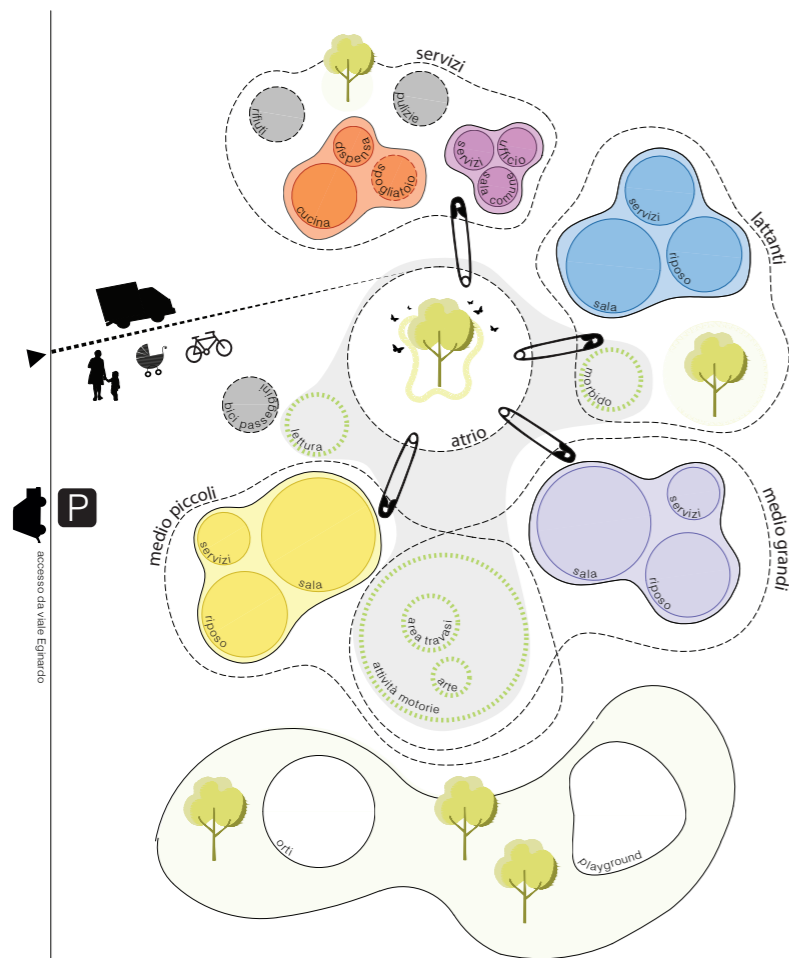 servizi
rifiuti
pulizie
dispensa
spogliatoio
cucina
servizi
ufficio
sala comune
lattanti
servizi
riposo
sala
morbido
bici passeggini
lettura
atrio
P
accesso da viale Eginardo
medio piccoli
servizi
sala
riposo
medio grandi
servizi
sala
riposo
area travasi
arte
attività motorie
orti
playground